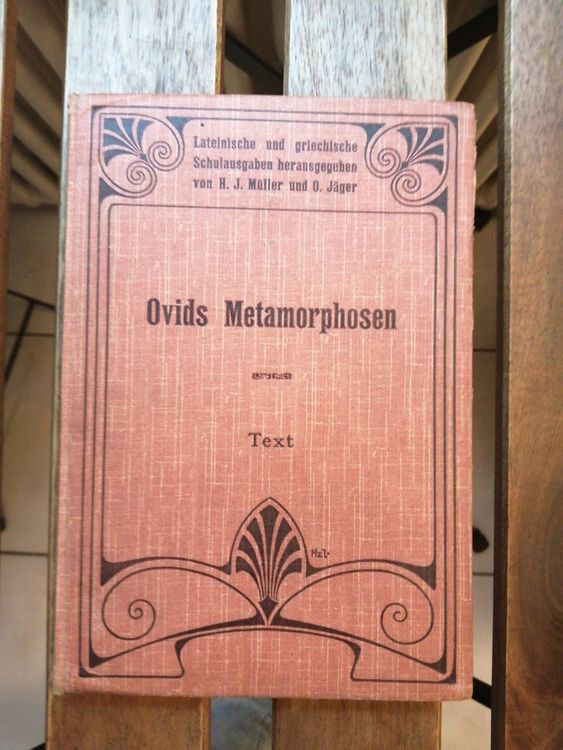 Lateinische und griechische
Schulausgaben herausgegeben
von H. J. Müller und O. Jäger
Ovids Metamorphosen
Text